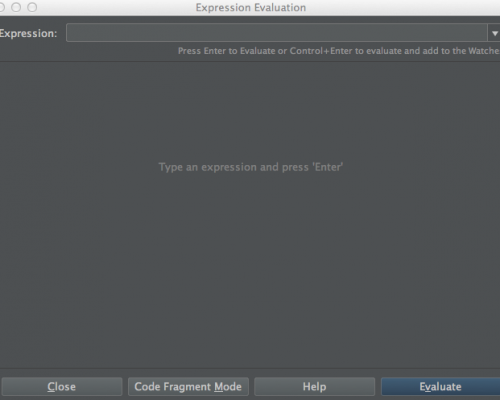 Expression Evaluation
Expression:
Press Enter to Evaluate or Control+Enter to evaluate and add to the Watche
Type an expression and press 'Enter'
Close
Code Fragment Mode
Help
Evaluate